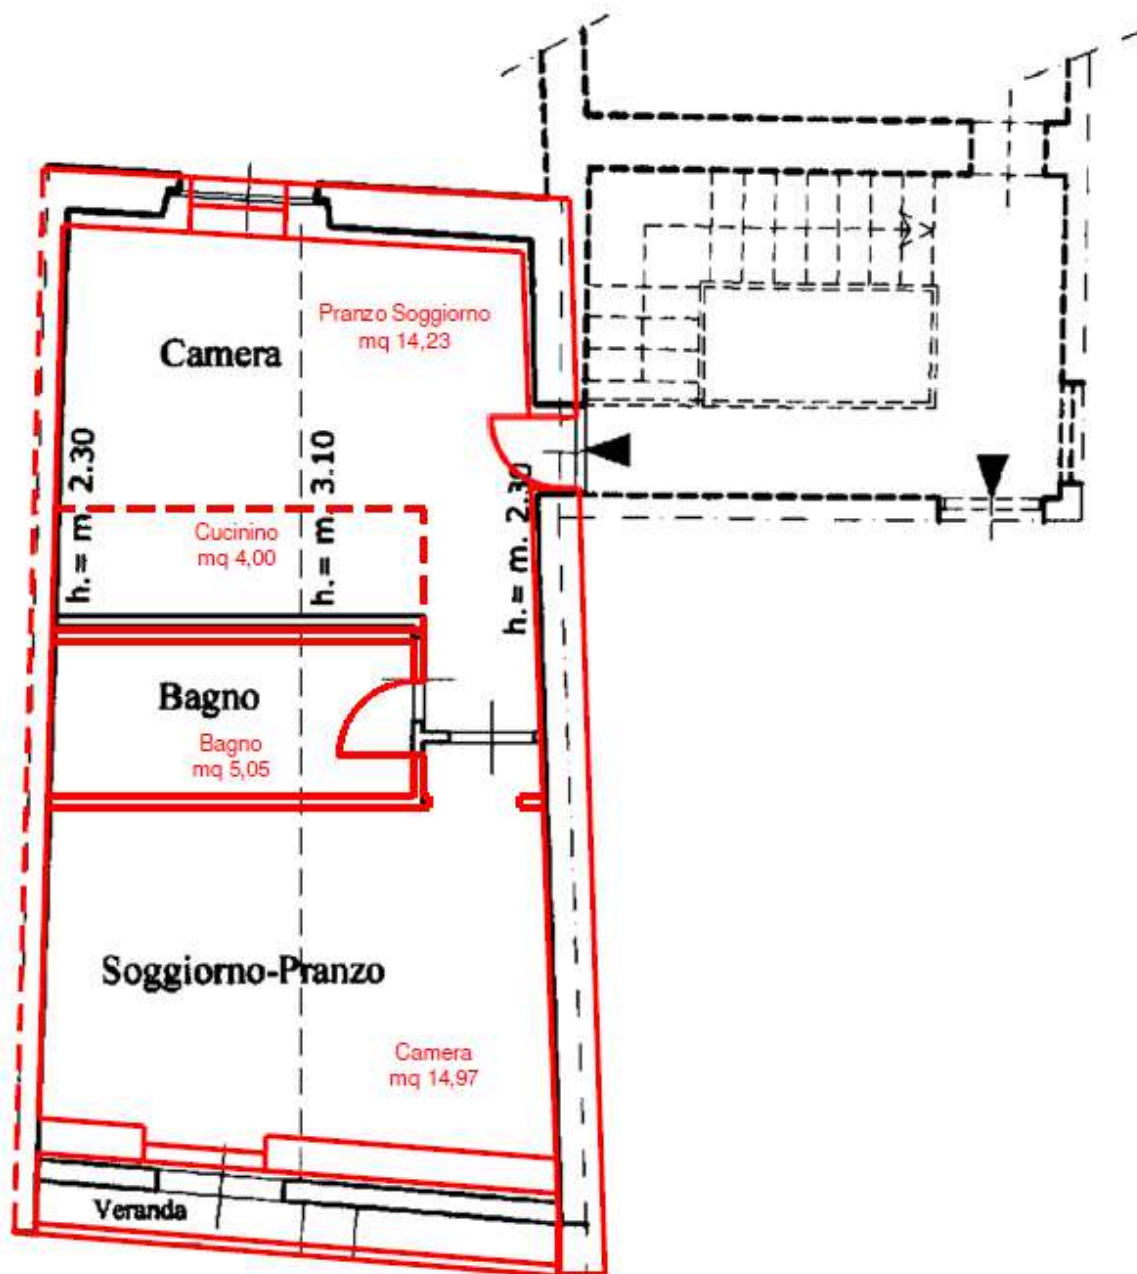 Pranzo Soggiorno
mq 14,23
Camera
h.= m. 2.30
h.= m. 3.10
h.= m. 2.30
Cucinino
mq 4,00
Bagno
Bagno
mq 5,05
Soggiorno-Pranzo
Camera
mq 14,97
Veranda